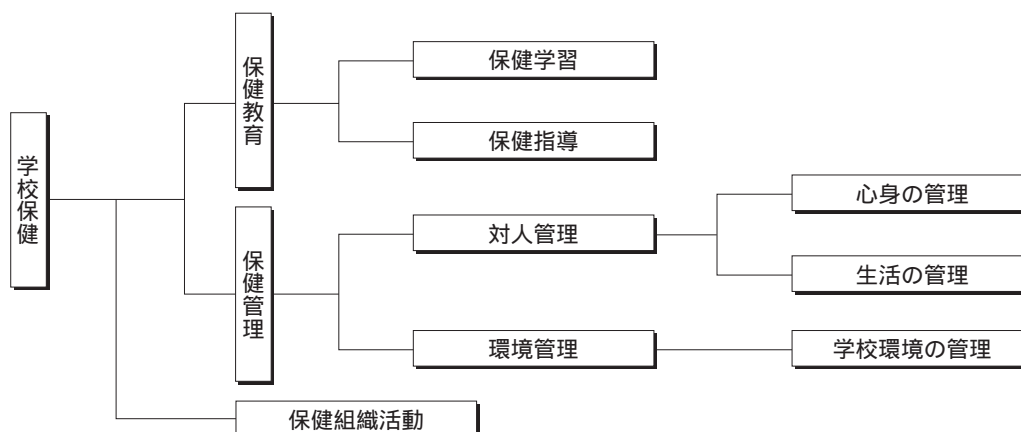 学校保健
保健教育
保健学習
保健指導
保健管理
対人管理
心身の管理
生活の管理
環境管理
学校環境の管理
保健組織活動